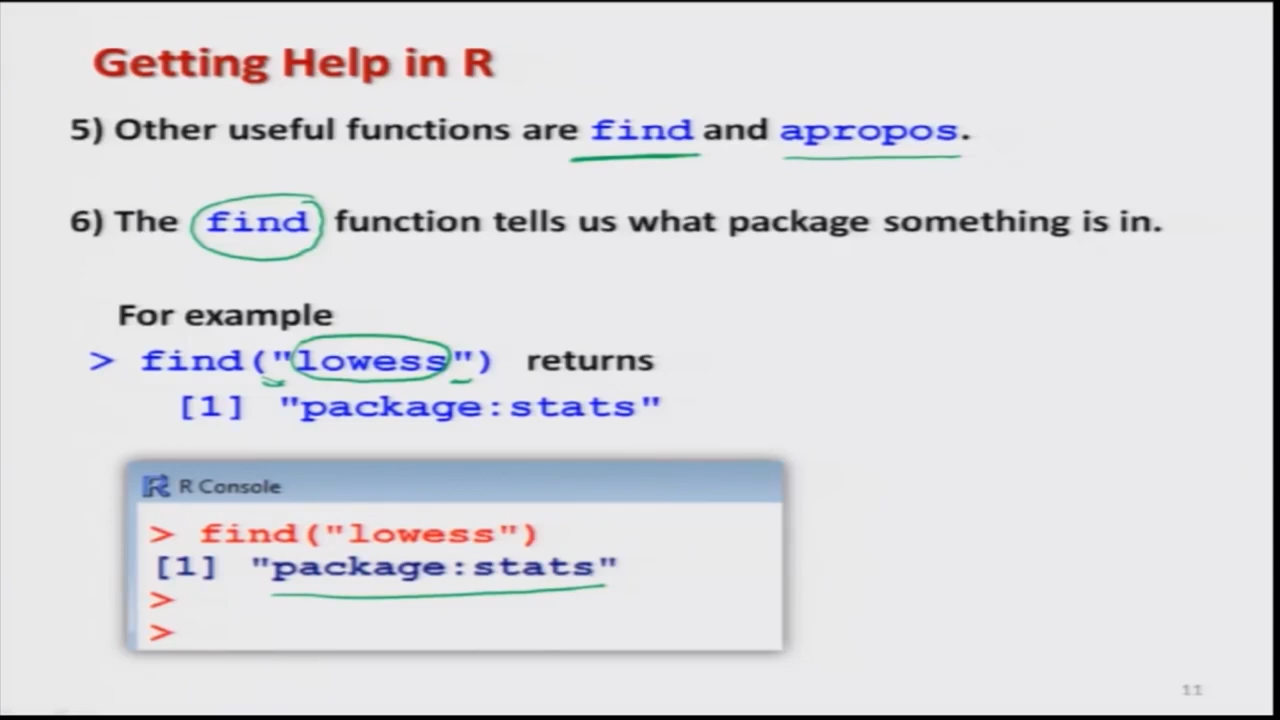 Getting Help in R
5) Other useful functions are find and apropos.
6) The find function tells us what package something is in.
For example
> find("lowess") returns
[1] "package:stats"
R Console
> find("lowess")
[1] "package:stats"
>
>
11